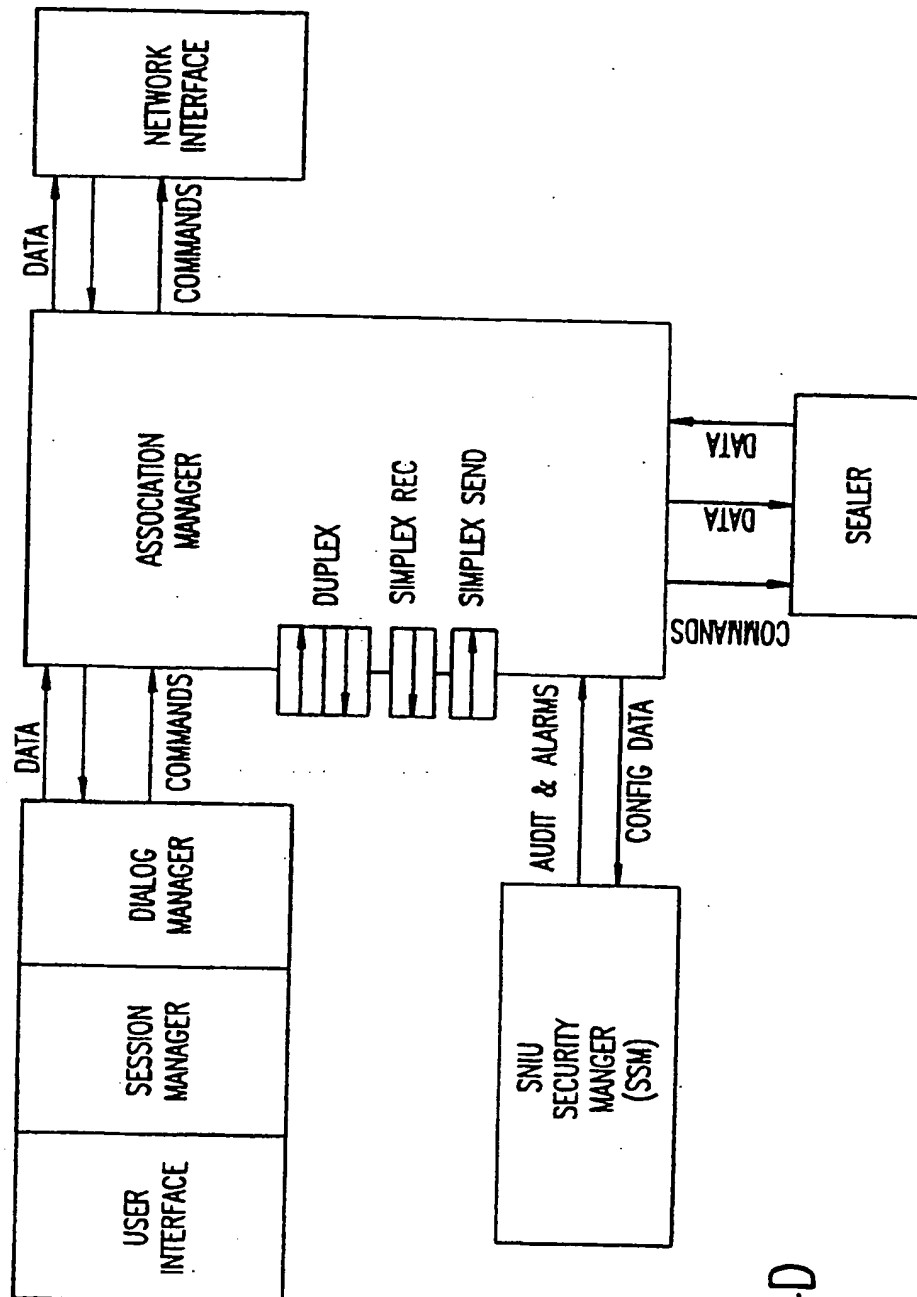 USER
INTERFACE
SESSION
MANAGER
DIALOG
MANAGER
DATA
COMMANDS
ASSOCIATION
MANAGER
DUPLEX
SIMPLEX REC
SIMPLEX SEND
DATA
COMMANDS
NETWORK
INTERFACE
SNIU
SECURITY
MANGER
(SSM)
AUDIT & ALARMS
CONFIG DATA
COMMANDS
DATA
DATA
SEALER
D